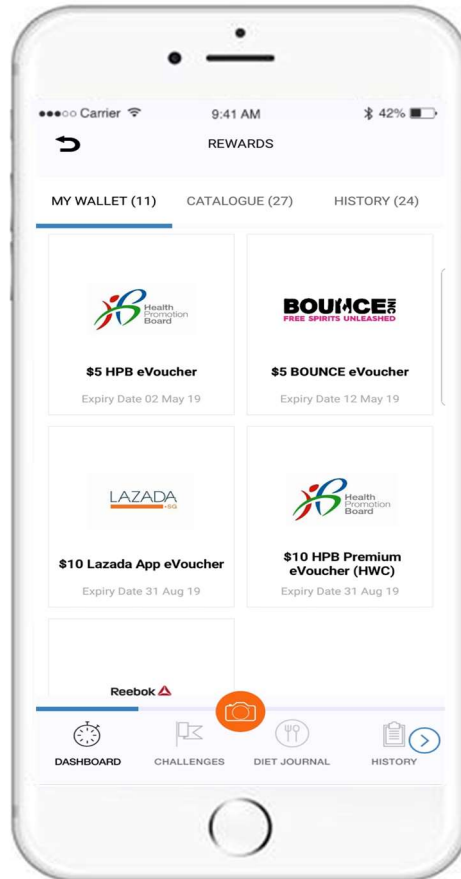 ●●●○○ Carrier 9:41 AM 42%
REWARDS
MY WALLET (11) CATALOGUE (27) HISTORY (24)
Health
Promotion
Board
$5 HPB eVoucher
Expiry Date 02 May 19
BOUNCE INC
FREE SPIRITS UNLEASHED
$5 BOUNCE eVoucher
Expiry Date 12 May 19
LAZADA
.SG
$10 Lazada App eVoucher
Expiry Date 31 Aug 19
Health
Promotion
Board
$10 HPB Premium
eVoucher (HWC)
Expiry Date 31 Aug 19
Reebok
DASHBOARD CHALLENGES DIET JOURNAL HISTORY